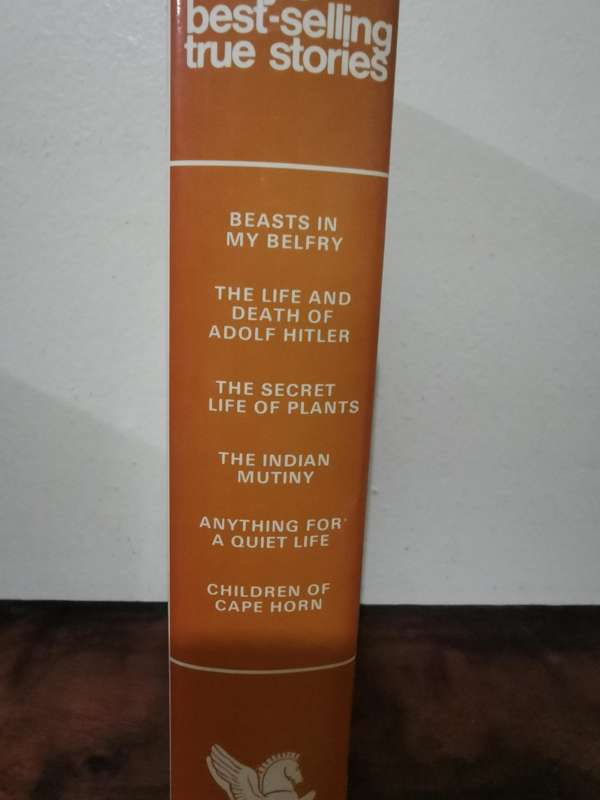 best-selling
true stories
BEASTS IN
MY BELFRY
THE LIFE AND
DEATH OF
ADOLF HITLER
THE SECRET
LIFE OF PLANTS
THE INDIAN
MUTINY
ANYTHING FOR
A QUIET LIFE
CHILDREN OF
CAPE HORN